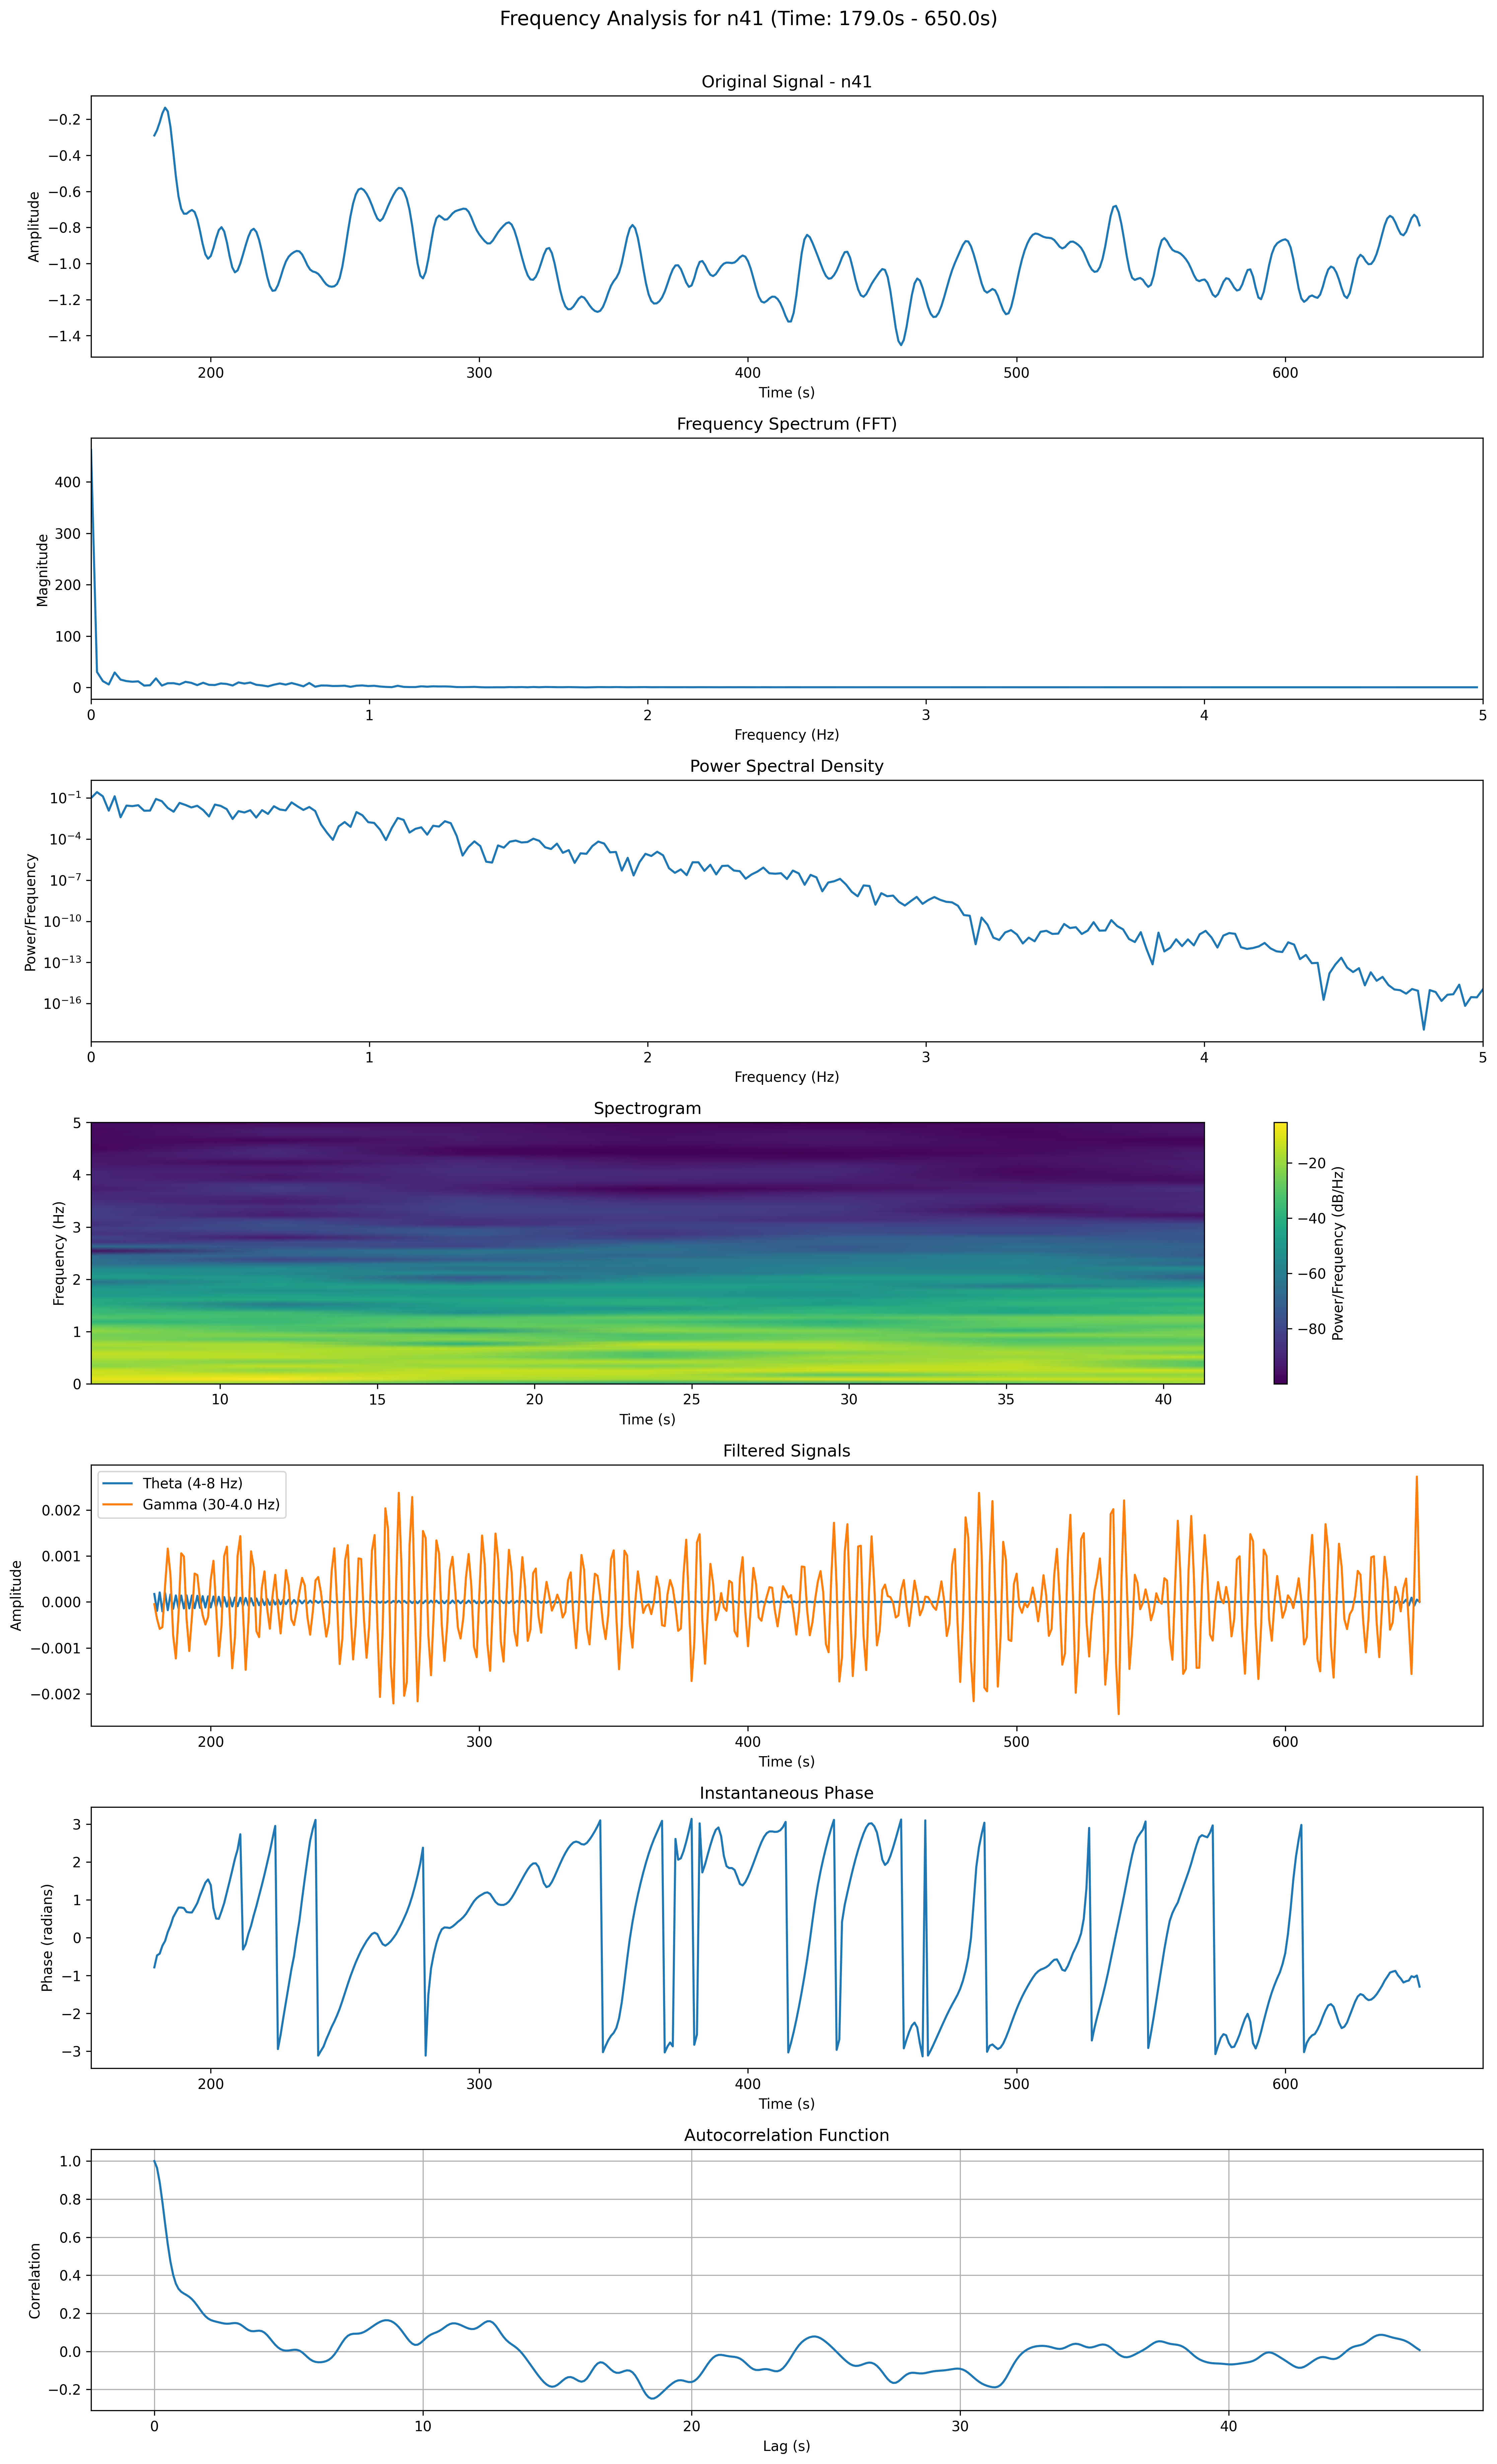 Frequency Analysis for n41 (Time: 179.0s - 650.0s)
Original Signal - n41
Amplitude
−0.2
−0.4
−0.6
−0.8
−1.0
−1.2
−1.4
200 300 400 500 600
Time (s)
Frequency Spectrum (FFT)
Magnitude
400
300
200
100
0
0 1 2 3 4 5
Frequency (Hz)
Power Spectral Density
Power/Frequency
10⁻¹
10⁻⁴
10⁻⁷
10⁻¹⁰
10⁻¹³
10⁻¹⁶
0 1 2 3 4 5
Frequency (Hz)
Spectrogram
Frequency (Hz)
5
4
3
2
1
0
10 15 20 25 30 35 40
Time (s)
−20
−40
−60
−80
Power/Frequency (dB/Hz)
Filtered Signals
Theta (4-8 Hz)
Gamma (30-4.0 Hz)
Amplitude
0.002
0.001
0.000
−0.001
−0.002
200 300 400 500 600
Time (s)
Instantaneous Phase
Phase (radians)
3
2
1
0
−1
−2
−3
200 300 400 500 600
Time (s)
Autocorrelation Function
Correlation
1.0
0.8
0.6
0.4
0.2
0.0
−0.2
0 10 20 30 40
Lag (s)